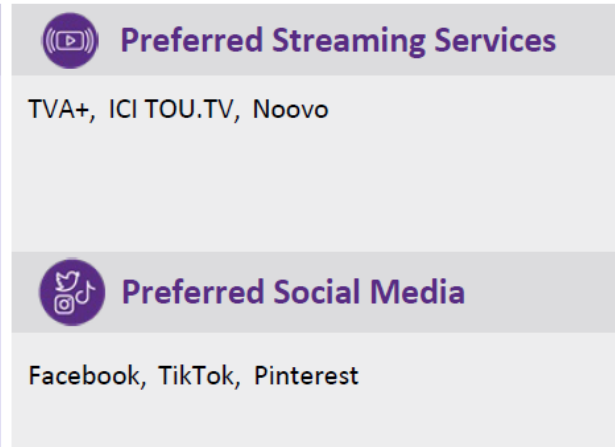 Preferred Streaming Services
TVA+, ICI TOU.TV, Noovo
Preferred Social Media
Facebook, TikTok, Pinterest